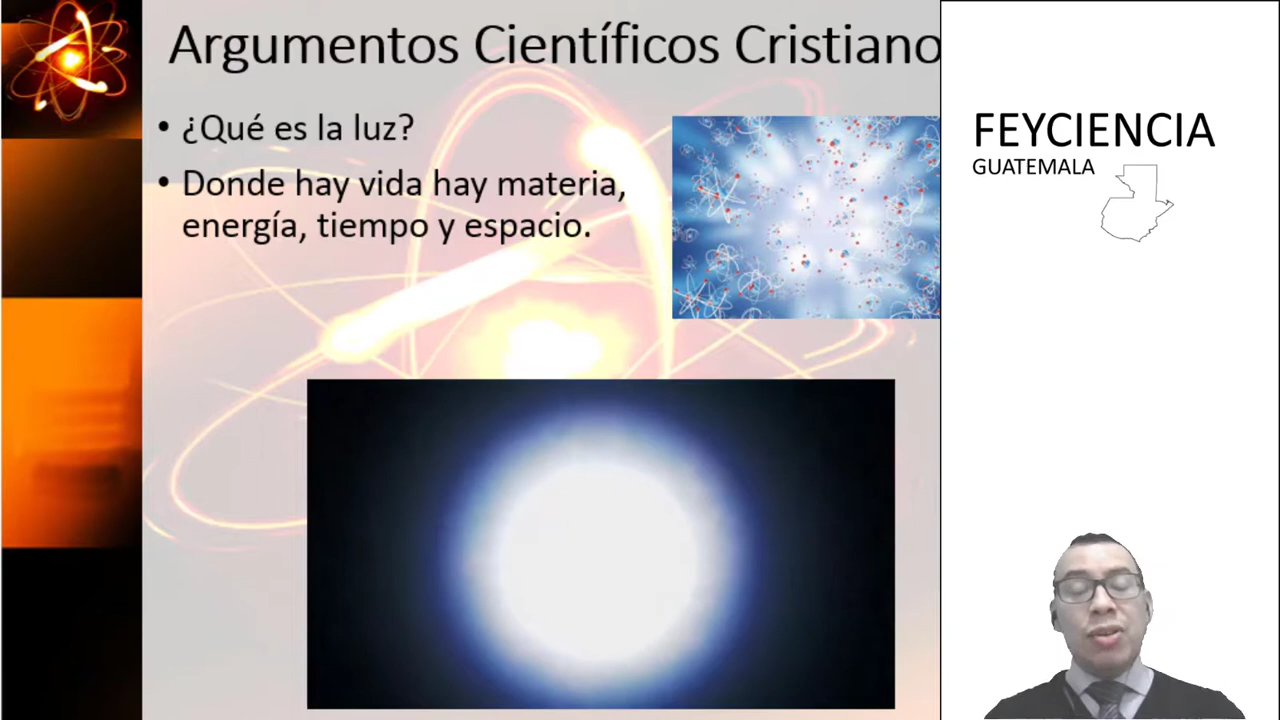 Argumentos Científicos Cristiano
• ¿Qué es la luz?
• Donde hay vida hay materia,
energía, tiempo y espacio.
FEYCIENCIA
GUATEMALA